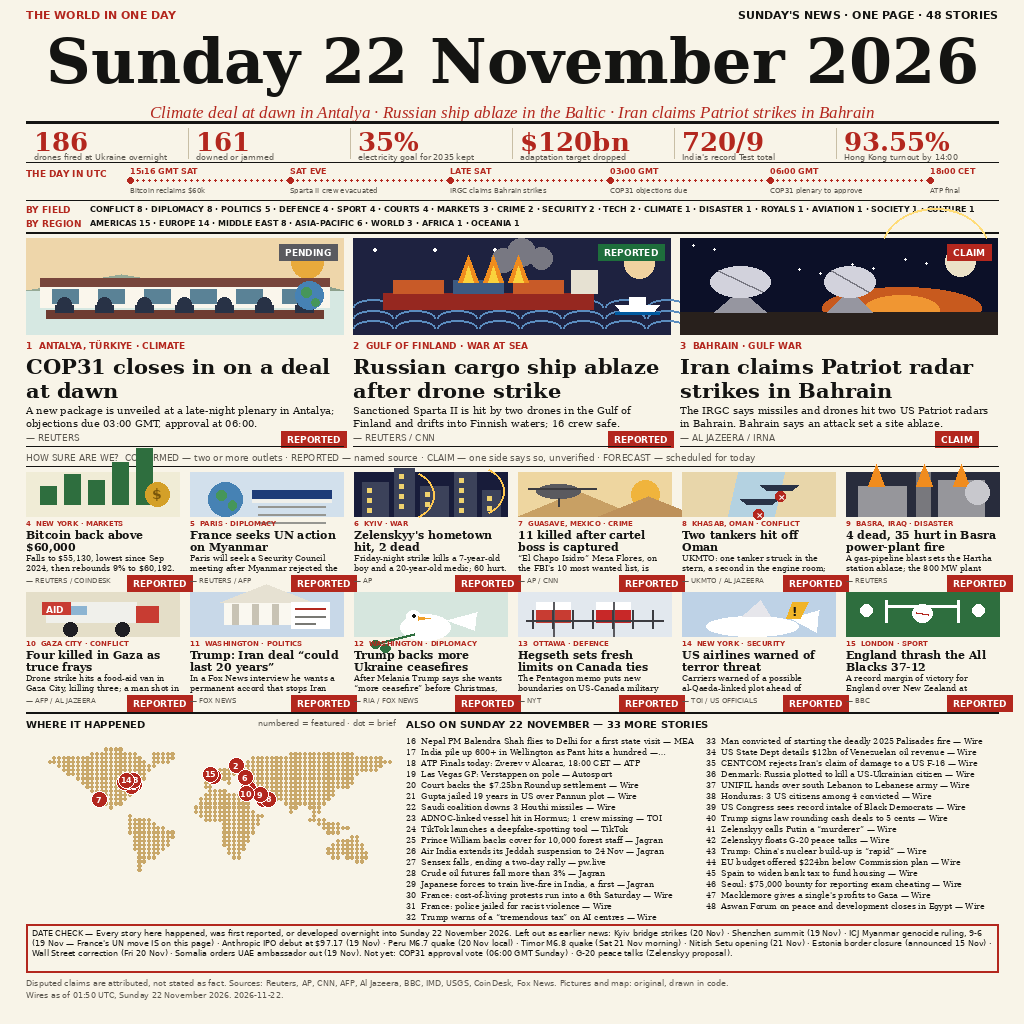 THE WORLD IN ONE DAY
SUNDAY'S NEWS · ONE PAGE · 48 STORIES
Sunday 22 November 2026
Climate deal at dawn in Antalya · Russian ship ablaze in the Baltic · Iran claims Patriot strikes in Bahrain
186
drones fired at Ukraine overnight
161
downed or jammed
35%
electricity goal for 2035 kept
$120bn
adaptation target dropped
720/9
India's record Test total
93.55%
Hong Kong turnout by 14:00
THE DAY IN UTC
15:16 GMT SAT
Bitcoin reclaims $60k
SAT EVE
Sparta II crew evacuated
LATE SAT
IRGC claims Bahrain strikes
03:00 GMT
COP31 objections due
06:00 GMT
COP31 plenary to approve
18:00 CET
ATP final
BY FIELD CONFLICT 8 · DIPLOMACY 8 · POLITICS 5 · DEFENCE 4 · SPORT 4 · COURTS 4 · MARKETS 3 · CRIME 2 · SECURITY 2 · TECH 2 · CLIMATE 1 · DISASTER 1 · ROYALS 1 · AVIATION 1 · SOCIETY 1 · CULTURE 1
BY REGION AMERICAS 15 · EUROPE 14 · MIDDLE EAST 8 · ASIA-PACIFIC 6 · WORLD 3 · AFRICA 1 · OCEANIA 1
PENDING
1 ANTALYA, TÜRKIYE · CLIMATE
COP31 closes in on a deal
at dawn
A new package is unveiled at a late-night plenary in Antalya;
objections due 03:00 GMT, approval at 06:00.
— REUTERS
REPORTED
REPORTED
2 GULF OF FINLAND · WAR AT SEA
Russian cargo ship ablaze
after drone strike
Sanctioned Sparta II is hit by two drones in the Gulf of
Finland and drifts into Finnish waters; 16 crew safe.
— REUTERS / CNN
REPORTED
CLAIM
3 BAHRAIN · GULF WAR
Iran claims Patriot radar
strikes in Bahrain
The IRGC says missiles and drones hit two US Patriot radars
in Bahrain. Bahrain says an attack set a site ablaze.
— AL JAZEERA / IRNA
CLAIM
HOW SURE ARE WE? — two or more outlets · REPORTED — named source · CLAIM — one side says so, unverified · FORECAST — scheduled for today
$
4 NEW YORK · MARKETS
Bitcoin back above
$60,000
Falls to $55,130, lowest since Sep
2024, then rebounds 9% to $60,192.
— REUTERS / COINDESK
REPORTED
5 PARIS · DIPLOMACY
France seeks UN action
on Myanmar
Paris will seek a Security Council
meeting after Myanmar rejected the
— REUTERS / AFP
REPORTED
6 KYIV · WAR
Zelenskyy's hometown
hit, 2 dead
Friday-night strike kills a 7-year-old
boy and a 20-year-old medic; 60 hurt.
— AP
REPORTED
7 GUASAVE, MEXICO · CRIME
11 killed after cartel
boss is captured
"El Chapo Isidro" Meza Flores, on
the FBI's 10 most wanted list, is
— AP / CNN
REPORTED
8 KHASAB, OMAN · CONFLICT
Two tankers hit off
Oman
UKMTO: one tanker struck in the
stern, a second in the engine room;
— UKMTO / AL JAZEERA
REPORTED
9 BASRA, IRAQ · DISASTER
4 dead, 35 hurt in Basra
power-plant fire
A gas-pipeline blast sets the Hartha
station ablaze; the 800 MW plant
— REUTERS
REPORTED
AID
10 GAZA CITY · CONFLICT
Four killed in Gaza as
truce frays
Drone strike hits a food-aid van in
Gaza City, killing three; a man shot in
— AFP / AL JAZEERA
REPORTED
11 WASHINGTON · POLITICS
Trump: Iran deal "could
last 20 years"
In a Fox News interview he wants a
permanent accord that stops Iran
— FOX NEWS
REPORTED
12 WASHINGTON · DIPLOMACY
Trump backs more
Ukraine ceasefires
After Melania Trump says she wants
"more ceasefire" before Christmas,
— RIA / FOX NEWS
REPORTED
13 OTTAWA · DEFENCE
Hegseth sets fresh
limits on Canada ties
The Pentagon memo puts new
boundaries on US-Canada military
— NYT
REPORTED
!
14 NEW YORK · SECURITY
US airlines warned of
terror threat
Carriers warned of a possible
al-Qaeda-linked plot ahead of
— TOI / US OFFICIALS
REPORTED
15 LONDON · SPORT
England thrash the All
Blacks 37-12
A record margin of victory for
England over New Zealand at
— AP
REPORTED
WHERE IT HAPPENED
numbered = featured · dot = brief
15
2
6
14
7
10
9
8
ALSO ON SUNDAY 22 NOVEMBER — 33 MORE STORIES
16 Nepal PM Balendra Shah flies to Delhi for a first state visit — MEA
17 India pile up 600+ in Wellington as Pant hits a hundred —...
18 ATP Finals today: Zverev v Alcaraz, 18:00 CET — ATP
19 Las Vegas GP: Verstappen on pole — Autosport
20 Court backs the $7.25bn Roundup settlement — Wire
21 Gupta jailed 19 years in US over Pannun plot — Wire
22 Saudi coalition downs 3 Houthi missiles — Wire
23 ADNOC-linked vessel hit in Hormuz; 1 crew missing — TOI
24 TikTok launches a deepfake-spotting tool — TikTok
25 Prince William backs cover for 10,000 forest staff — Jagran
26 Air India extends its Jeddah suspension to 24 Nov — Jagran
27 Sensex falls, ending a two-day rally — pw.live
28 Crude oil futures fall more than 3% — Jagran
29 Japanese forces to train live-fire in India, a first — Jagran
30 France: cost-of-living protests run into a 6th Saturday — Wire
31 France: police jailed for racist violence — Wire
32 Trump warns of a "tremendous tax" on AI centres — Wire
33 Man convicted of starting the deadly 2025 Palisades fire — Wire
34 US State Dept details $12bn of Venezuelan oil revenue — Wire
35 CENTCOM rejects Iran's claim of damage to a US F-16 — Wire
36 Denmark: Russia plotted to kill a US-Ukrainian citizen — Wire
37 UNIFIL hands over south Lebanon to Lebanese army — Wire
38 Honduras: 3 US citizens among 4 convicted — Wire
39 US Congress sees record intake of Black Democrats — Wire
40 Trump signs law rounding cash deals to 5 cents — Wire
41 Zelenskyy calls Putin a "murderer" — Wire
42 Zelenskyy floats G-20 peace talks — Wire
43 Trump: China's nuclear build-up is "rapid" — Wire
44 EU budget offered $224bn below Commission plan — Wire
45 Spain to widen bank tax to fund housing — Wire
46 Seoul: $75,000 bounty for reporting exam cheating — Wire
47 Macklemore gives a single's profits to Gaza — Wire
48 Aswan Forum on peace and development closes in Egypt — Wire
DATE CHECK — Every story here happened, was first reported, or developed overnight into Sunday 22 November 2026. Left out as earlier news: Kyiv bridge strikes (20 Nov) · Shenzhen summit (19 Nov) · ICJ Myanmar genocide ruling, 9-6
(19 Nov — France's UN move IS on this page) · Anthropic IPO debut at $97.17 (19 Nov) · Peru M6.7 quake (20 Nov local) · Timor M6.8 quake (Sat 21 Nov morning) · Nitish Setu opening (21 Nov) · Estonia border closure (announced 15 Nov) ·
Wall Street correction (Fri 20 Nov) · Somalia orders UAE ambassador out (19 Nov). Not yet: COP31 approval vote (06:00 GMT Sunday) · G-20 peace talks (Zelenskyy proposal).
Disputed claims are attributed, not stated as fact. Sources: Reuters, AP, CNN, AFP, Al Jazeera, BBC, IMD, USGS, CoinDesk, Fox News. Pictures and map: original, drawn in code.
Wires as of 01:50 UTC, Sunday 22 November 2026. 2026-11-22.